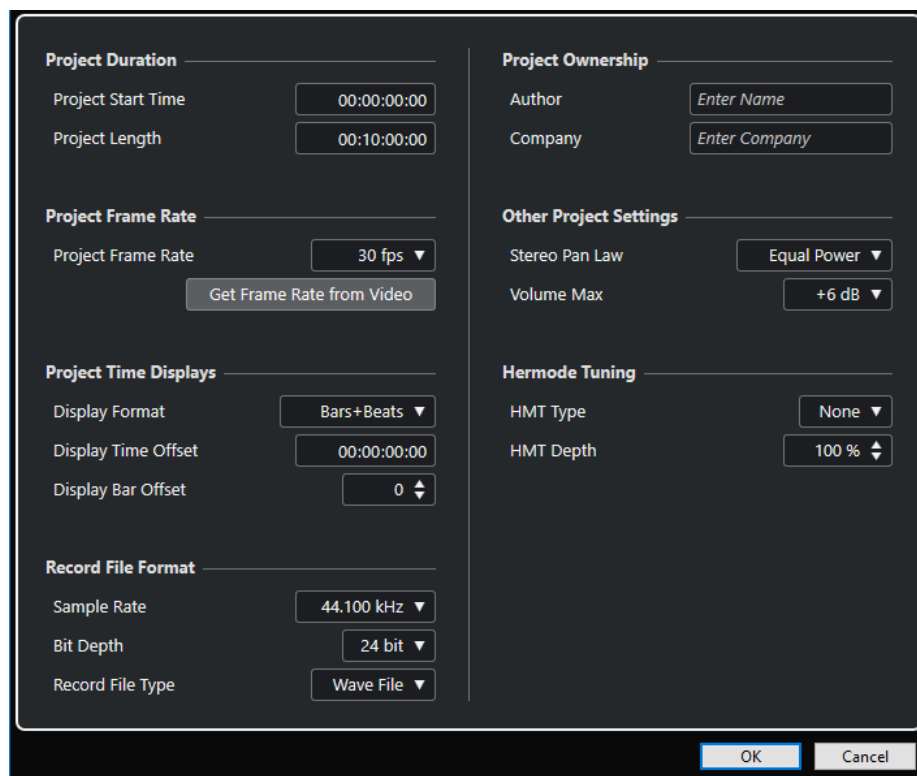 Project Duration
Project Start Time 00:00:00:00
Project Length 00:10:00:00
Project Frame Rate
Project Frame Rate 30 fps
Get Frame Rate from Video
Project Time Displays
Display Format Bars+Beats
Display Time Offset 00:00:00:00
Display Bar Offset 0
Record File Format
Sample Rate 44.100 kHz
Bit Depth 24 bit
Record File Type Wave File
Project Ownership
Author Enter Name
Company Enter Company
Other Project Settings
Stereo Pan Law Equal Power
Volume Max +6 dB
Hermode Tuning
HMT Type None
HMT Depth 100 %
OK Cancel